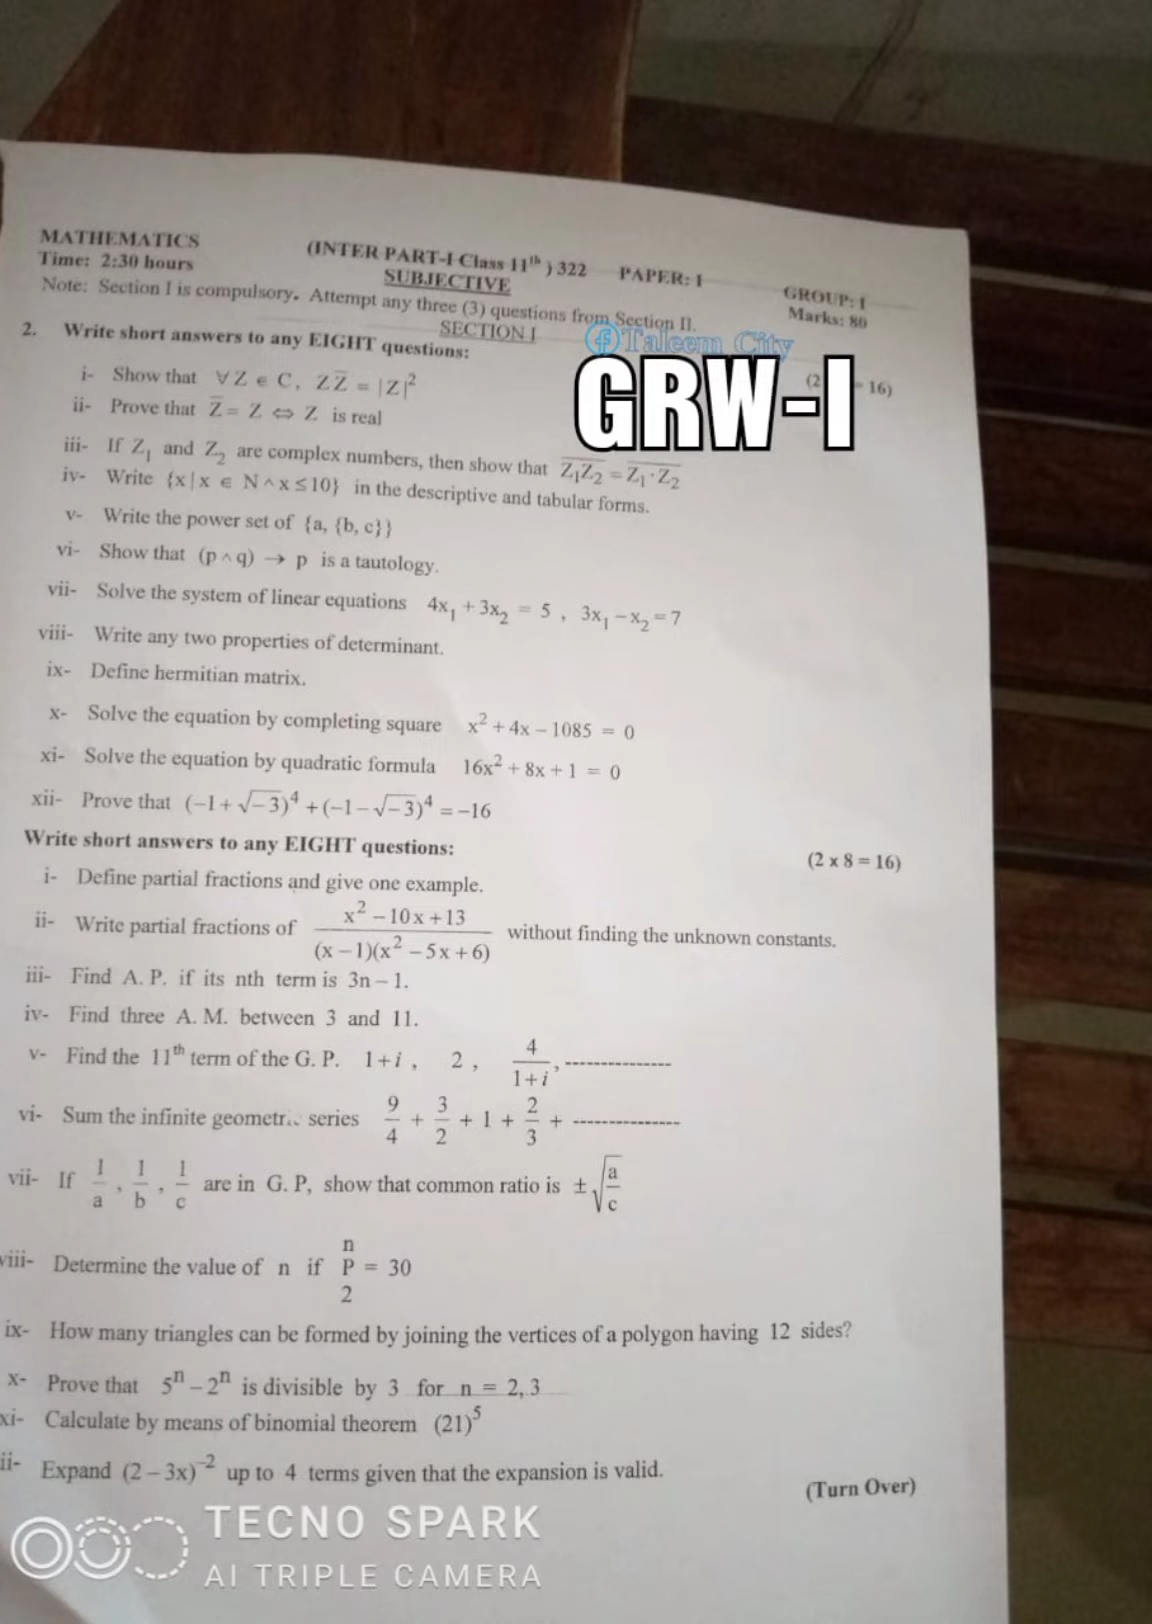 MATHEMATICS (INTER PART-I Class 11th ) 322 PAPER: I GROUP: I
Time: 2:30 hours SUBJECTIVE Marks: 80
Note: Section I is compulsory. Attempt any three (3) questions from Section II.
SECTION I
Taleem City
GRW-I
2. Write short answers to any EIGHT questions: (2 = 16)
i- Show that ∀Z ∈ C, ZZ̅ = |Z|²
ii- Prove that Z̅ = Z ⇔ Z is real
iii- If Z₁ and Z₂ are complex numbers, then show that \overline{Z₁Z₂} = \overline{Z₁·Z₂}
iv- Write {x|x ∈ N∧x≤10} in the descriptive and tabular forms.
v- Write the power set of {a, {b, c}}
vi- Show that (p∧q) → p is a tautology.
vii- Solve the system of linear equations 4x₁ + 3x₂ = 5 , 3x₁ – x₂ = 7
viii- Write any two properties of determinant.
ix- Define hermitian matrix.
x- Solve the equation by completing square x² + 4x – 1085 = 0
xi- Solve the equation by quadratic formula 16x² + 8x + 1 = 0
xii- Prove that (–1+√–3)⁴ +(–1–√–3)⁴ = –16
Write short answers to any EIGHT questions: (2 x 8 = 16)
i- Define partial fractions and give one example.
ii- Write partial fractions of (x² – 10x + 13)/((x – 1)(x² – 5x + 6)) without finding the unknown constants.
iii- Find A. P. if its nth term is 3n – 1.
iv- Find three A. M. between 3 and 11.
v- Find the 11th term of the G. P. 1+i , 2 , 4/(1+i) , ---------------
vi- Sum the infinite geometr.. series 9/4 + 3/2 + 1 + 2/3 + ---------------
vii- If 1/a , 1/b , 1/c are in G. P, show that common ratio is ±√(a/c)
viii- Determine the value of n if ⁿP₂ = 30
ix- How many triangles can be formed by joining the vertices of a polygon having 12 sides?
x- Prove that 5ⁿ – 2ⁿ is divisible by 3 for n = 2, 3
xi- Calculate by means of binomial theorem (21)⁵
ii- Expand (2 – 3x)⁻² up to 4 terms given that the expansion is valid.
(Turn Over)
TECNO SPARK
AI TRIPLE CAMERA